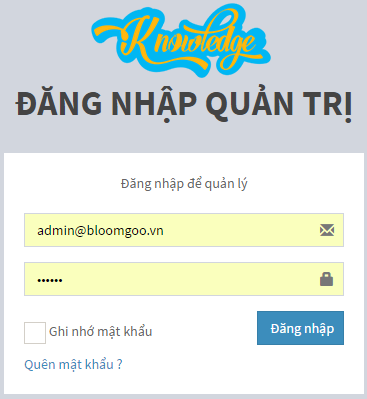 Knowledge
ĐĂNG NHẬP QUẢN TRỊ
Đăng nhập để quản lý
admin@bloomgoo.vn
••••••
Ghi nhớ mật khẩu
Đăng nhập
Quên mật khẩu ?